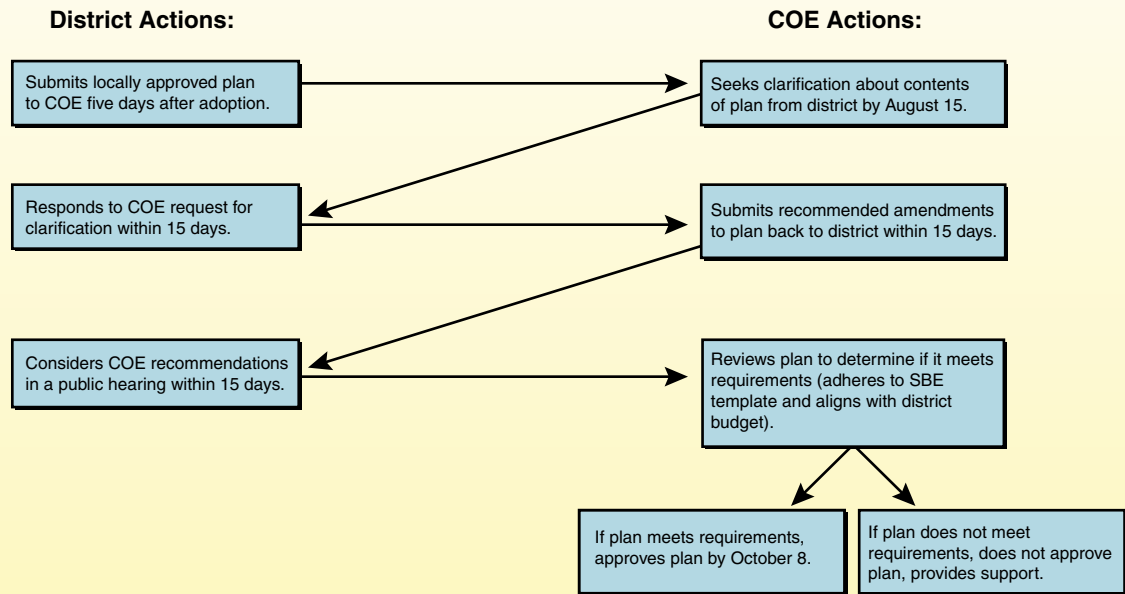 District Actions:
COE Actions:
Submits locally approved plan
to COE five days after adoption.
Seeks clarification about contents
of plan from district by August 15.
Responds to COE request for
clarification within 15 days.
Submits recommended amendments
to plan back to district within 15 days.
Considers COE recommendations
in a public hearing within 15 days.
Reviews plan to determine if it meets
requirements (adheres to SBE
template and aligns with district
budget).
If plan meets requirements,
approves plan by October 8.
If plan does not meet
requirements, does not approve
plan, provides support.